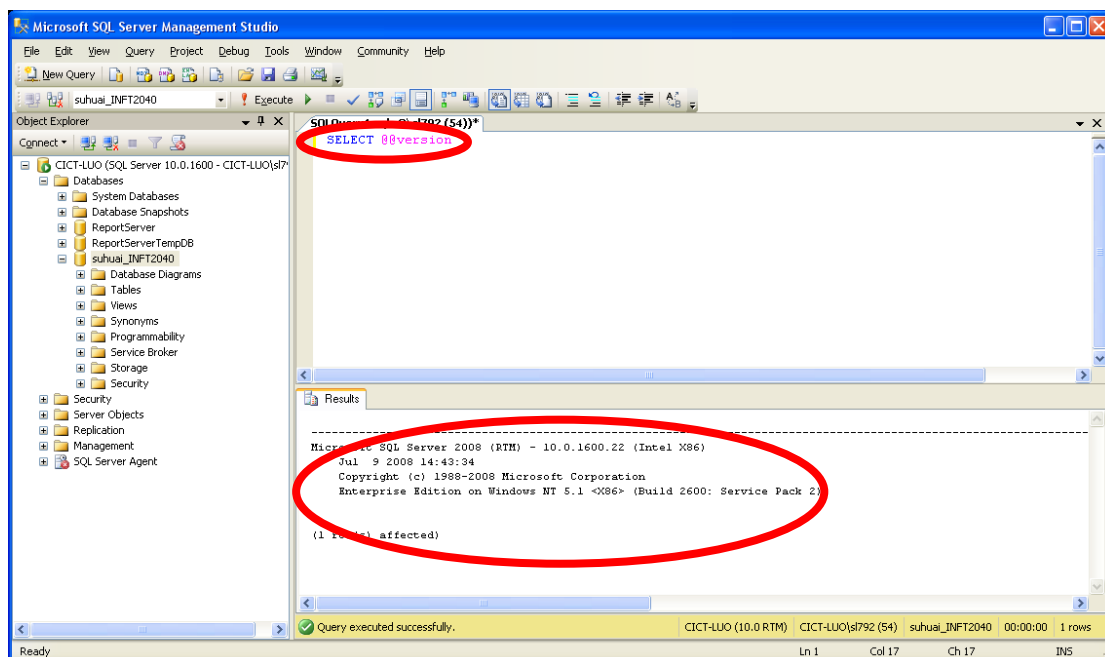 Microsoft SQL Server Management Studio
File Edit View Query Project Debug Tools Window Community Help
New Query
suhuai_INFT2040 Execute
Object Explorer
(54))*
Connect
SELECT @@version
CICT-LUO (SQL Server 10.0.1600 - CICT-LUO\sl7
Databases
System Databases
Database Snapshots
ReportServer
ReportServerTempDB
suhuai_INFT2040
Database Diagrams
Tables
Views
Synonyms
Programmability
Service Broker
Storage
Security
Security
Server Objects
Replication
Management
SQL Server Agent
Results
Microsoft SQL Server 2008 (RTM) - 10.0.1600.22 (Intel X86)
Jul 9 2008 14:43:34
Copyright (c) 1988-2008 Microsoft Corporation
Enterprise Edition on Windows NT 5.1 <X86> (Build 2600: Service Pack 2)
(1 row(s) affected)
Query executed successfully. CICT-LUO (10.0 RTM) CICT-LUO\sl792 (54) suhuai_INFT2040 00:00:00 1 rows
Ready Ln 1 Col 17 Ch 17 INS